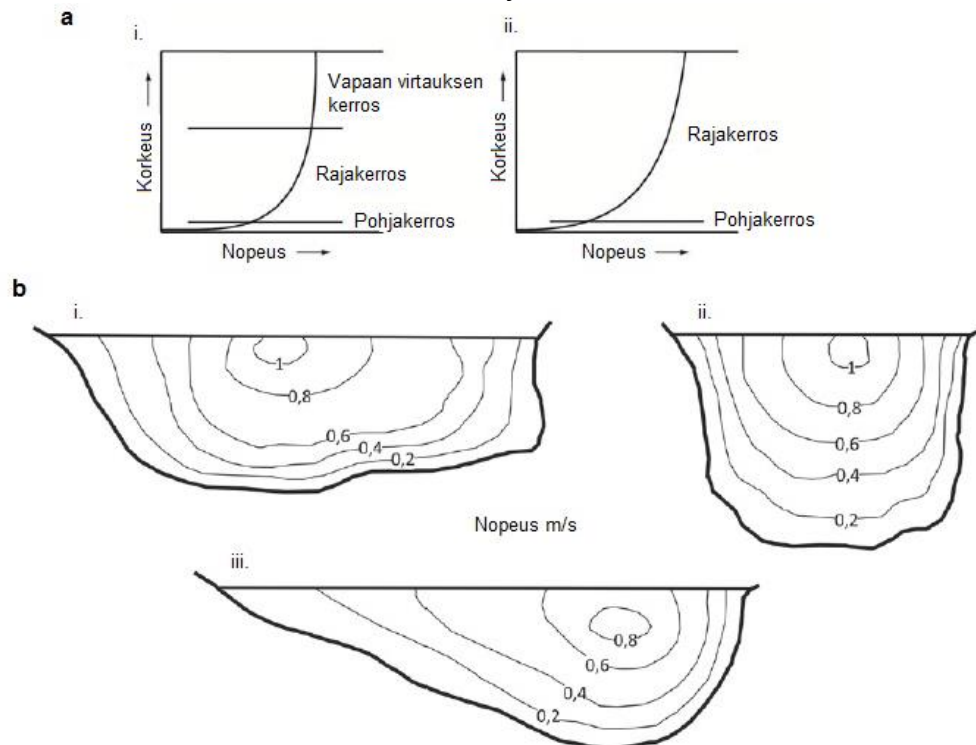 a
i.
Korkeus
Vapaan virtauksen
kerros
Rajakerros
Pohjakerros
Nopeus
ii.
Korkeus
Rajakerros
Pohjakerros
Nopeus
b
i.
1
0,8
0,6
0,4
0,2
ii.
1
0,8
0,6
0,4
0,2
Nopeus m/s
iii.
0,8
0,6
0,4
0,2